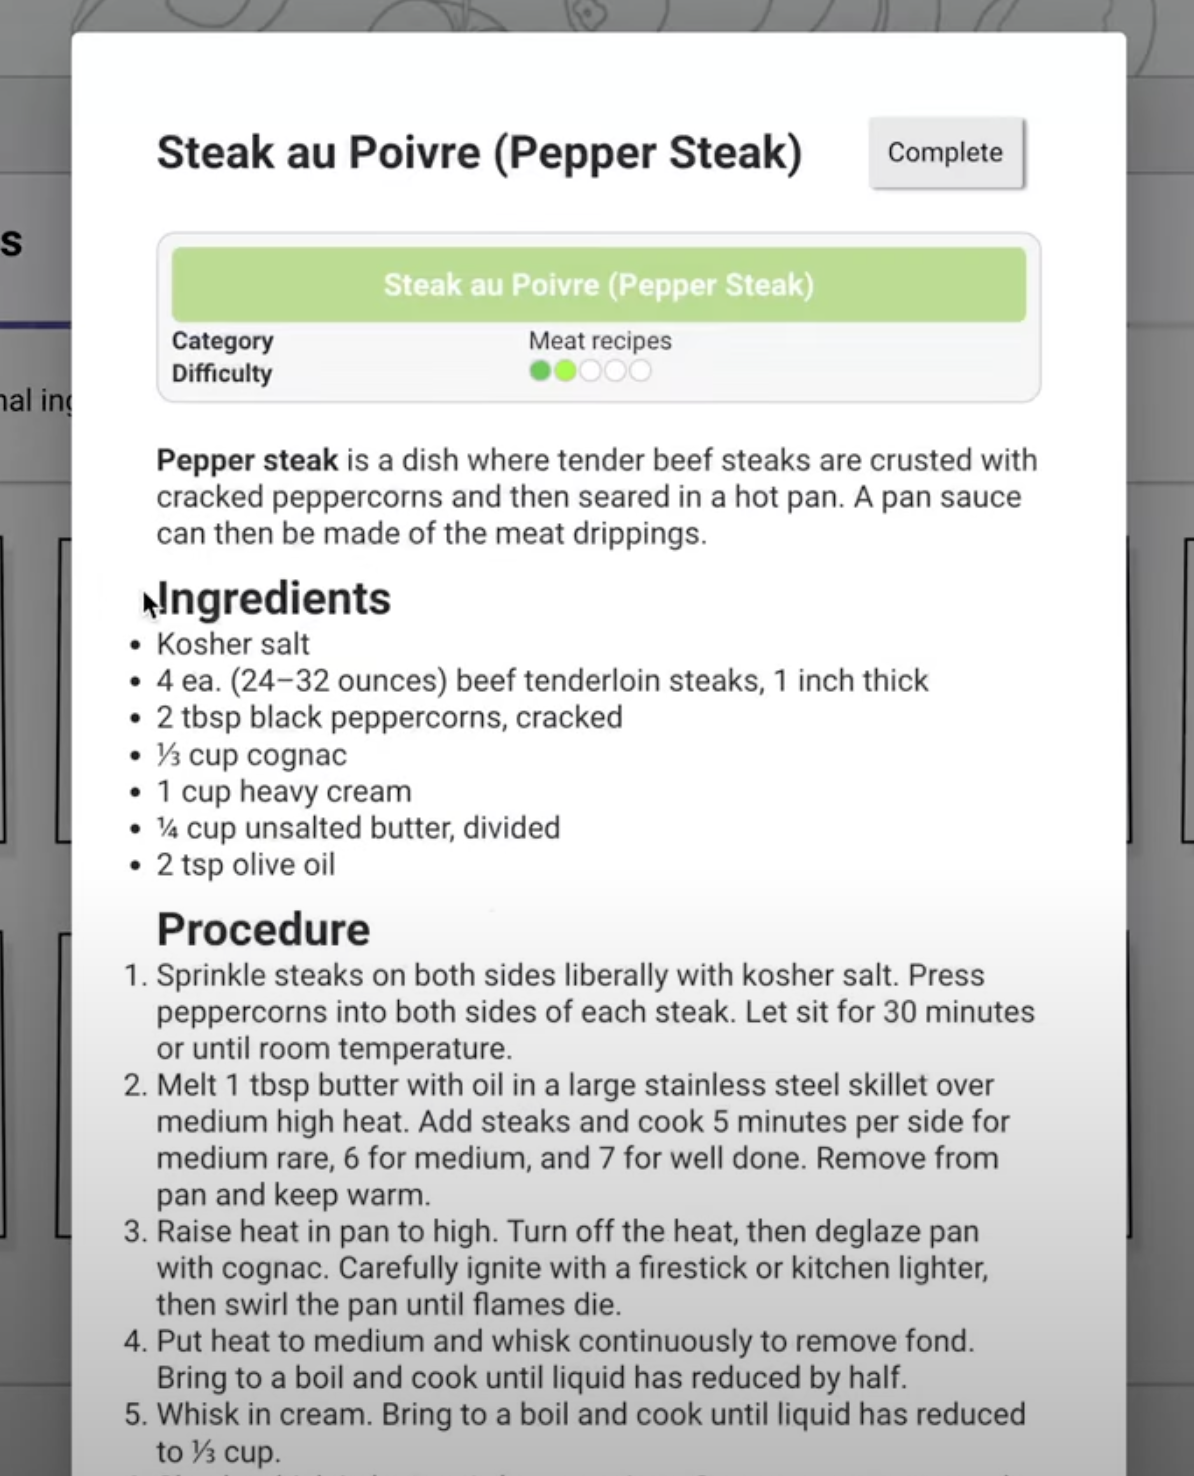 Steak au Poivre (Pepper Steak)
Complete
s
Steak au Poivre (Pepper Steak)
Category Meat recipes
Difficulty
nal ing
Pepper steak is a dish where tender beef steaks are crusted with
cracked peppercorns and then seared in a hot pan. A pan sauce
can then be made of the meat drippings.
Ingredients
• Kosher salt
• 4 ea. (24–32 ounces) beef tenderloin steaks, 1 inch thick
• 2 tbsp black peppercorns, cracked
• ⅓ cup cognac
• 1 cup heavy cream
• ¼ cup unsalted butter, divided
• 2 tsp olive oil
Procedure
1. Sprinkle steaks on both sides liberally with kosher salt. Press
peppercorns into both sides of each steak. Let sit for 30 minutes
or until room temperature.
2. Melt 1 tbsp butter with oil in a large stainless steel skillet over
medium high heat. Add steaks and cook 5 minutes per side for
medium rare, 6 for medium, and 7 for well done. Remove from
pan and keep warm.
3. Raise heat in pan to high. Turn off the heat, then deglaze pan
with cognac. Carefully ignite with a firestick or kitchen lighter,
then swirl the pan until flames die.
4. Put heat to medium and whisk continuously to remove fond.
Bring to a boil and cook until liquid has reduced by half.
5. Whisk in cream. Bring to a boil and cook until liquid has reduced
to ⅓ cup.